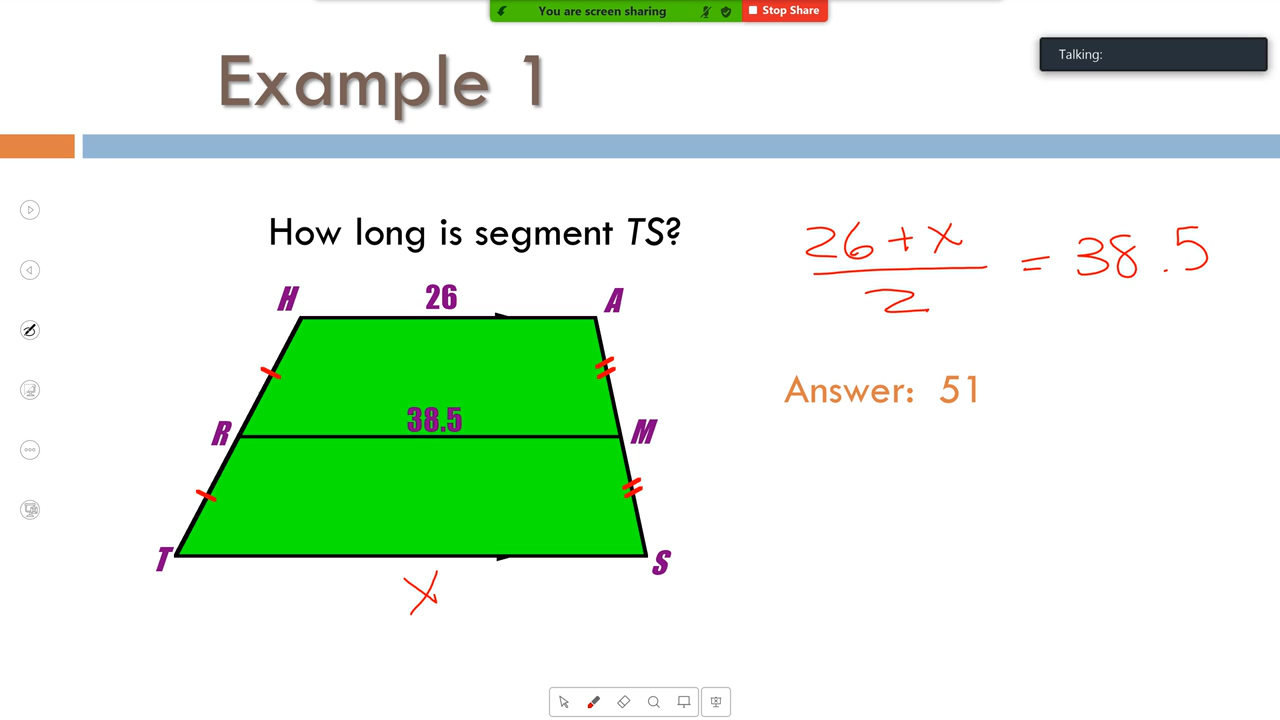 You are screen sharing
Stop Share
Talking:
Example 1
How long is segment TS?
26 + x
2
= 38.5
H
26
A
Answer: 51
R
38.5
M
T
S
x